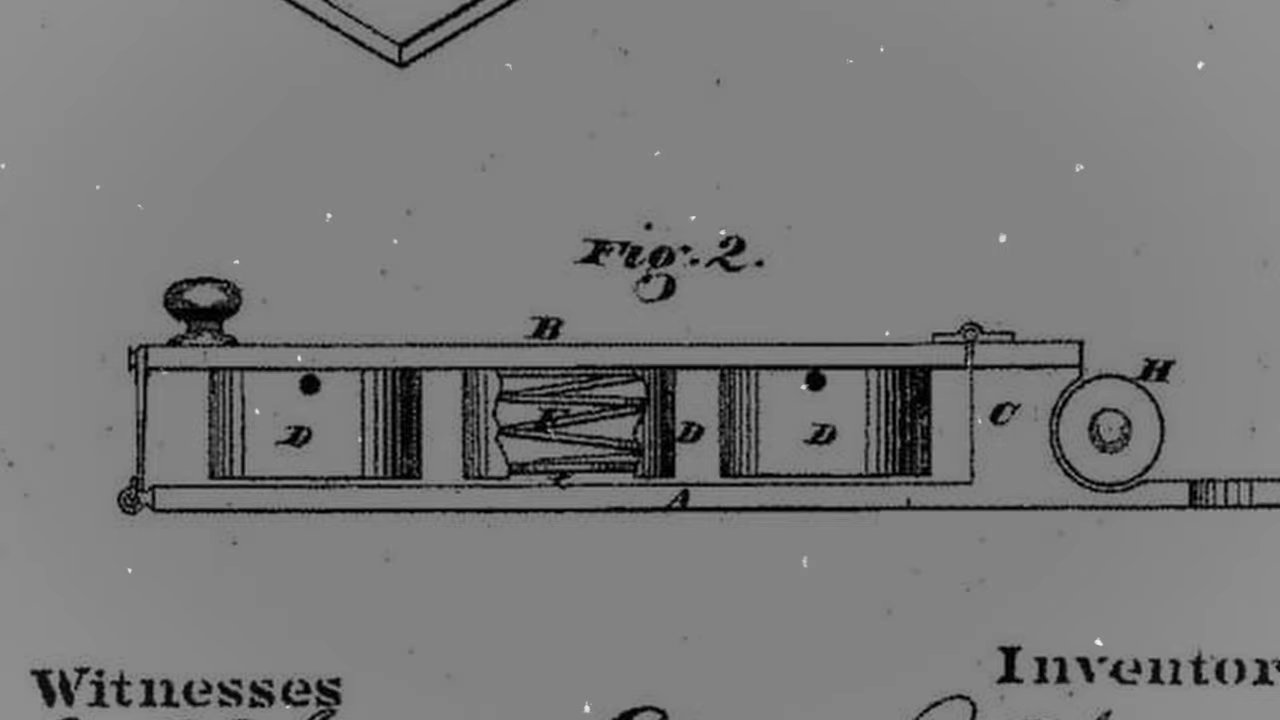 Fig. 2.
B
H
C
D E D D
A
Witnesses
Inventor